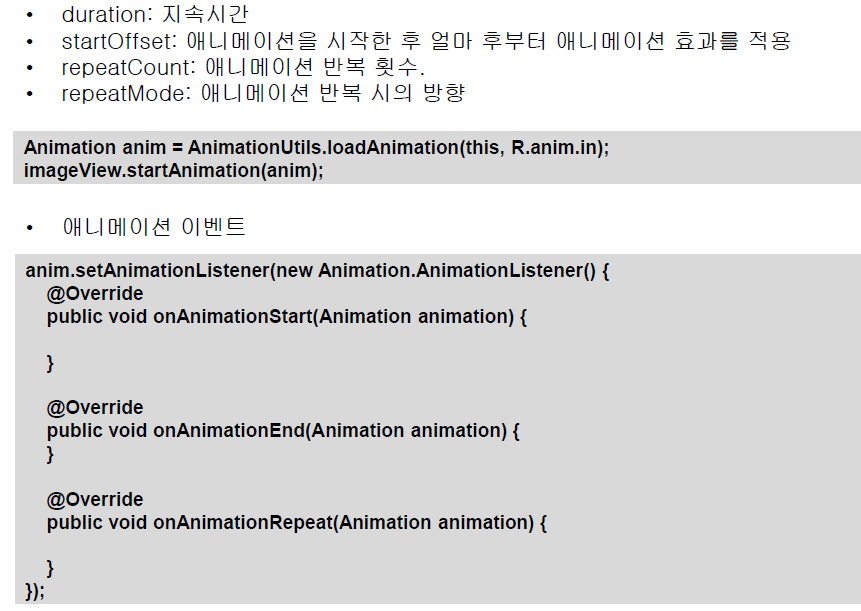 • duration: 지속시간
• startOffset: 애니메이션을 시작한 후 얼마 후부터 애니메이션 효과를 적용
• repeatCount: 애니메이션 반복 횟수.
• repeatMode: 애니메이션 반복 시의 방향
Animation anim = AnimationUtils.loadAnimation(this, R.anim.in);
imageView.startAnimation(anim);
• 애니메이션 이벤트
anim.setAnimationListener(new Animation.AnimationListener() {
@Override
public void onAnimationStart(Animation animation) {
}
@Override
public void onAnimationEnd(Animation animation) {
}
@Override
public void onAnimationRepeat(Animation animation) {
}
});